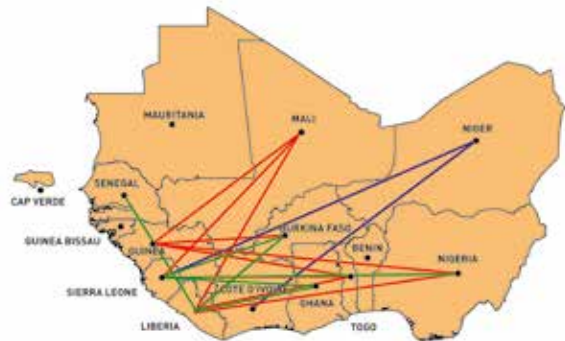 MAURITANIA
MALI
NIGER
SENEGAL
CAP VERDE
GUINEA BISSAU
GUINEA
BURKINA FASO
BENIN
NIGERIA
SIERRA LEONE
COTE D'IVOIRE
GHANA
LIBERIA
TOGO